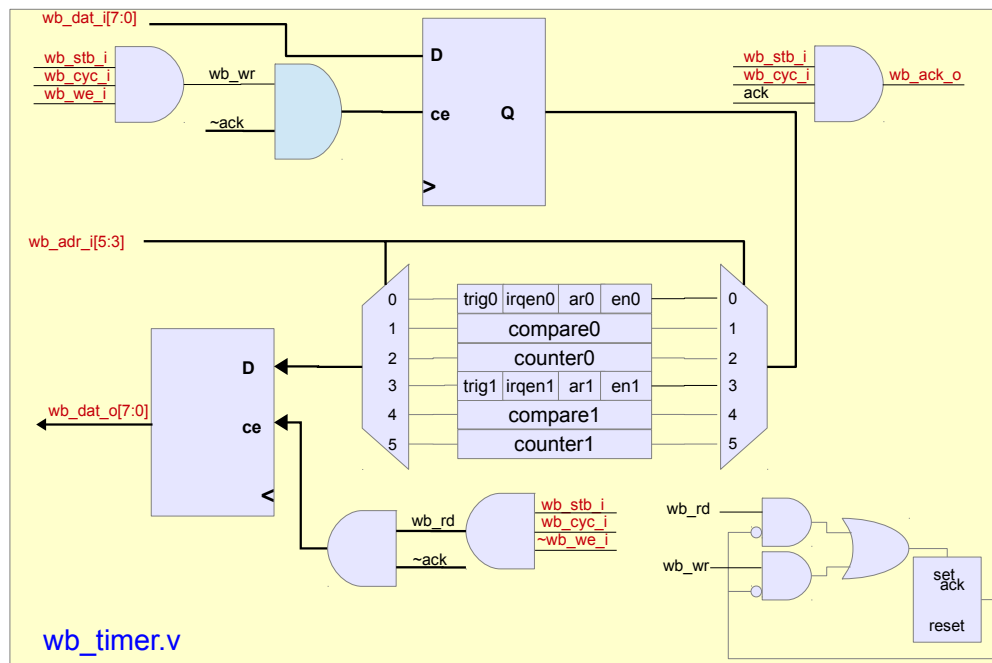 wb_dat_i[7:0]
wb_stb_i
wb_cyc_i
wb_we_i
wb_wr
~ack
D
ce
Q
>
wb_stb_i
wb_cyc_i
ack
wb_ack_o
wb_adr_i[5:3]
0
1
2
3
4
5
trig0 irqen0 ar0 en0
compare0
counter0
trig1 irqen1 ar1 en1
compare1
counter1
0
1
2
3
4
5
D
ce
<
wb_dat_o[7:0]
wb_rd
~ack
wb_stb_i
wb_cyc_i
~wb_we_i
wb_rd
wb_wr
set
ack
reset
wb_timer.v